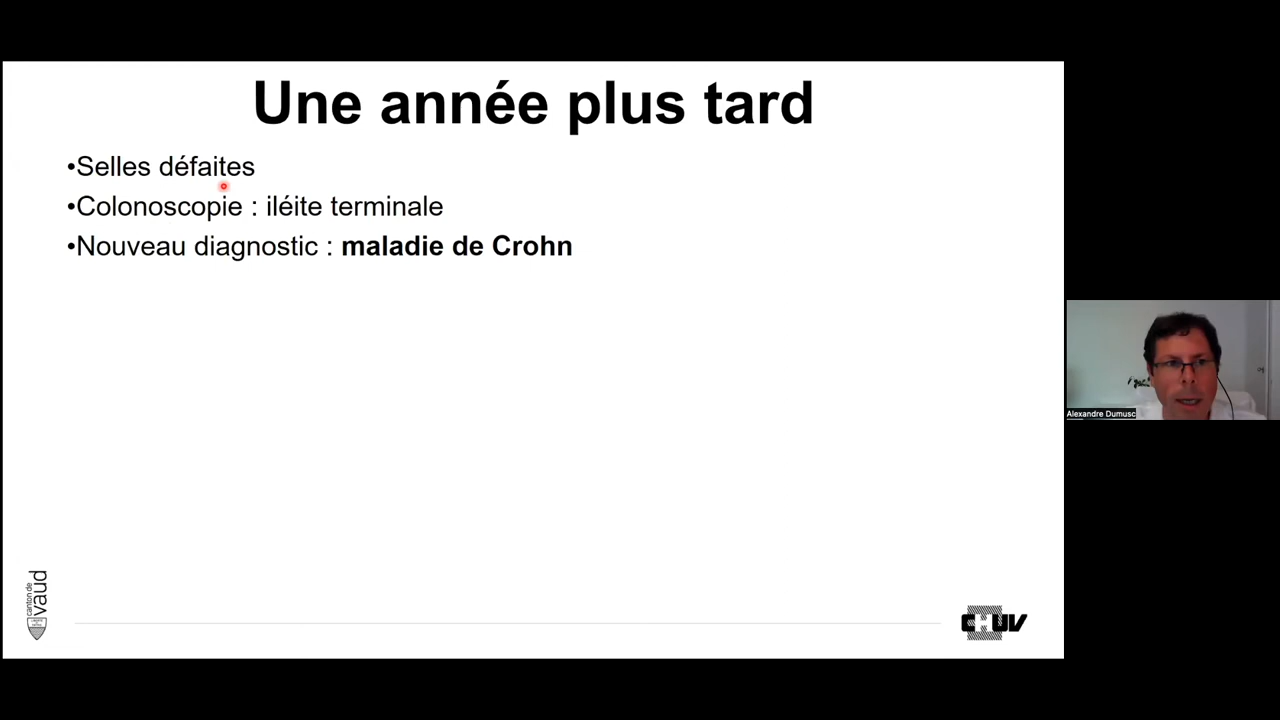 Une année plus tard
•Selles défaites
•Colonoscopie : iléite terminale
•Nouveau diagnostic : maladie de Crohn
Alexandre Dumusc
canton de
vaud
CHUV